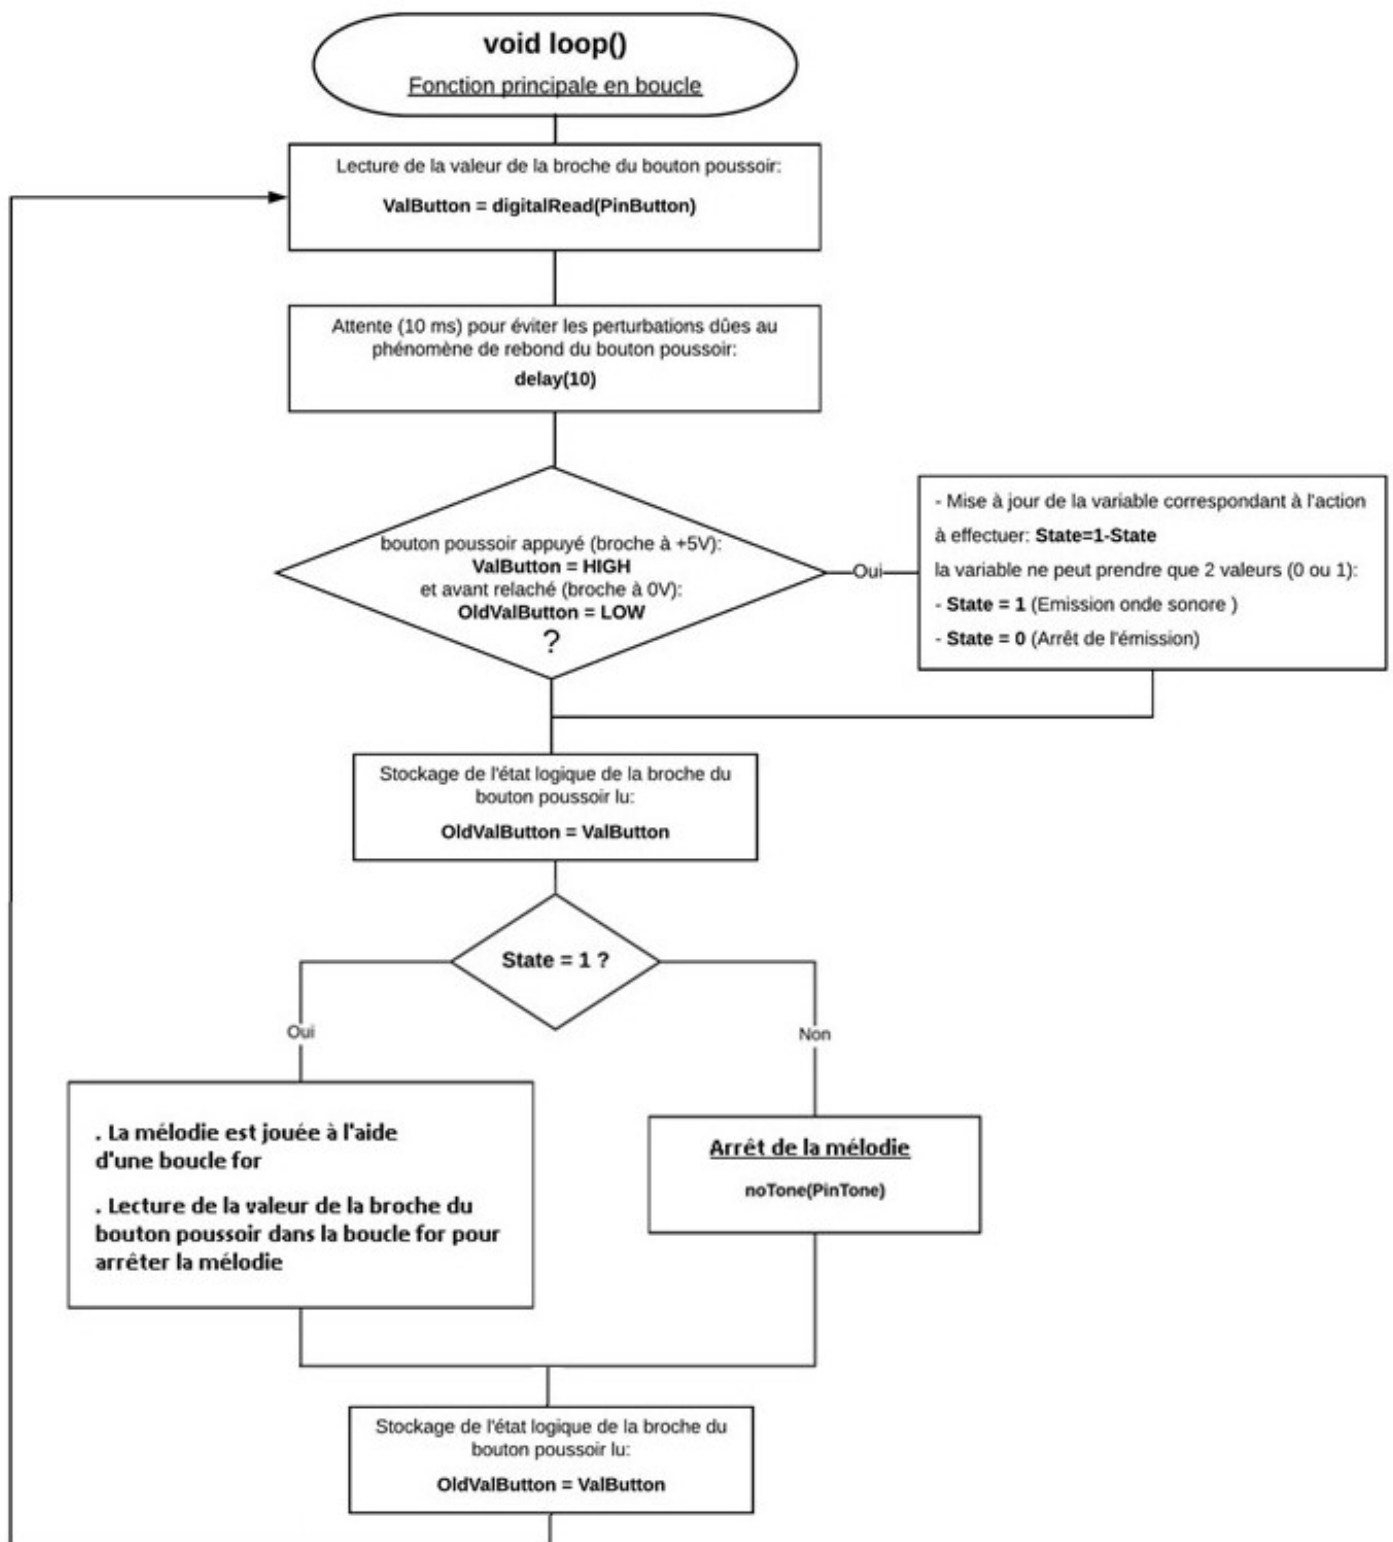 void loop()
Fonction principale en boucle
Lecture de la valeur de la broche du bouton poussoir:
ValButton = digitalRead(PinButton)
Attente (10 ms) pour éviter les perturbations dûes au
phénomène de rebond du bouton poussoir:
delay(10)
bouton poussoir appuyé (broche à +5V):
ValButton = HIGH
et avant relaché (broche à 0V):
OldValButton = LOW
?
Oui
- Mise à jour de la variable correspondant à l'action
à effectuer: State=1-State
la variable ne peut prendre que 2 valeurs (0 ou 1):
- State = 1 (Emission onde sonore )
- State = 0 (Arrêt de l'émission)
Stockage de l'état logique de la broche du
bouton poussoir lu:
OldValButton = ValButton
State = 1 ?
Oui
Non
. La mélodie est jouée à l'aide
d'une boucle for
. Lecture de la valeur de la broche du
bouton poussoir dans la boucle for pour
arrêter la mélodie
Arrêt de la mélodie
noTone(PinTone)
Stockage de l'état logique de la broche du
bouton poussoir lu:
OldValButton = ValButton